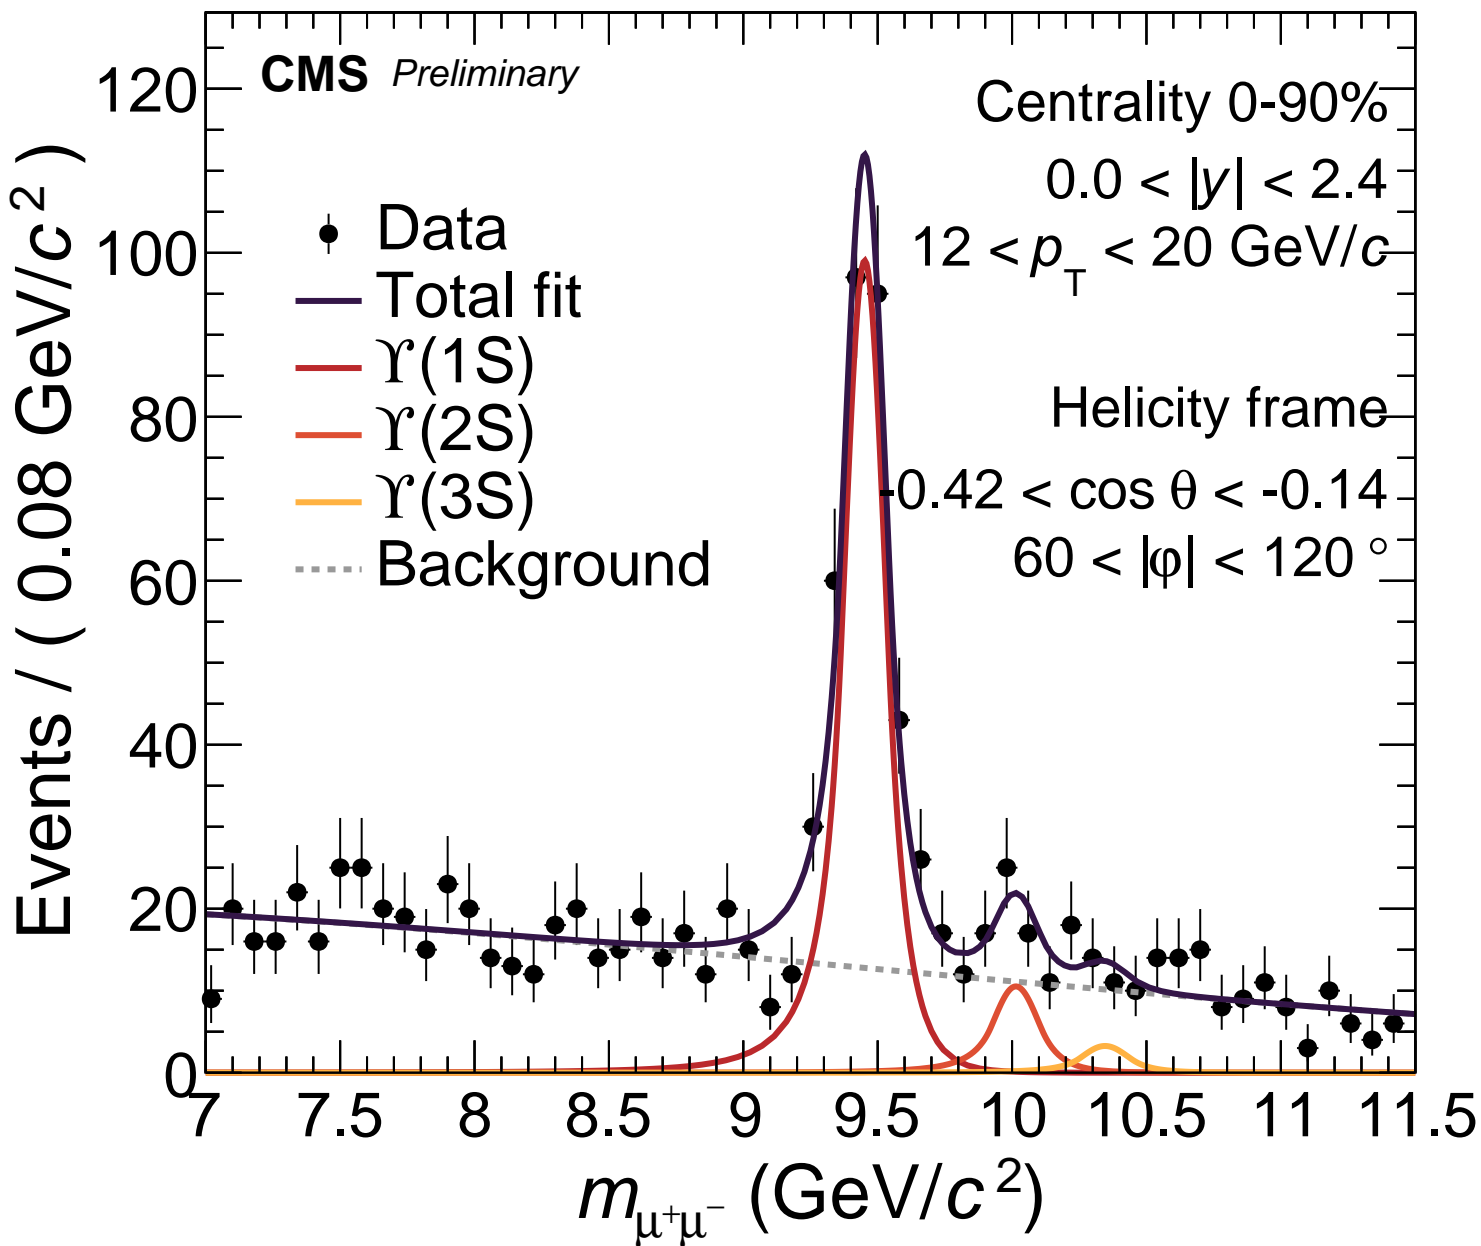 CMS Preliminary
Centrality 0-90%
0.0 < |y| < 2.4
12 < p_T < 20 GeV/c
Helicity frame
-0.42 < cos θ < -0.14
60 < |φ| < 120 °
Data
Total fit
ϒ(1S)
ϒ(2S)
ϒ(3S)
Background
Events / ( 0.08 GeV/c² )
120
100
80
60
40
20
0
7 7.5 8 8.5 9 9.5 10 10.5 11 11.5
m_μ⁺μ⁻ (GeV/c²)